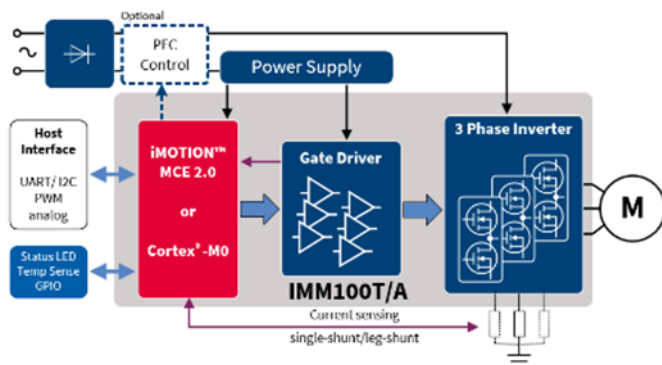 Optional
PFC
Control
Power Supply
Host
Interface
UART/ I2C
PWM
analog
Status LED
Temp Sense
GPIO
iMOTION™
MCE 2.0
or
Cortex®-M0
Gate Driver
3 Phase Inverter
M
IMM100T/A
Current sensing
single-shunt/leg-shunt